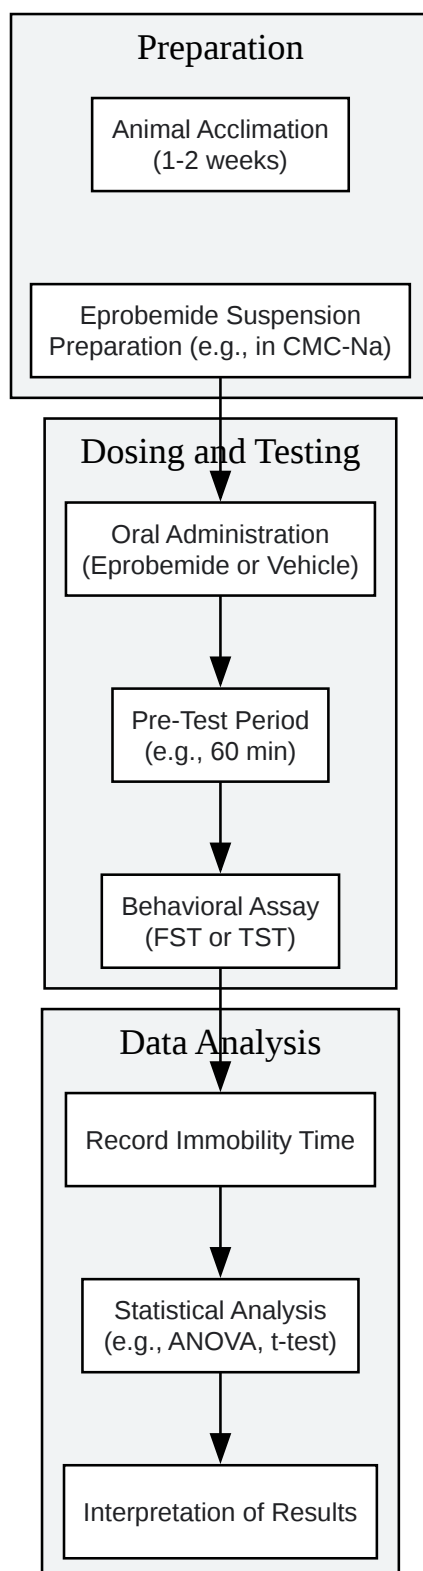 Preparation
Animal Acclimation
(1-2 weeks)
Eprobemide Suspension
Preparation (e.g., in CMC-Na)
Dosing and Testing
Oral Administration
(Eprobemide or Vehicle)
Pre-Test Period
(e.g., 60 min)
Behavioral Assay
(FST or TST)
Data Analysis
Record Immobility Time
Statistical Analysis
(e.g., ANOVA, t-test)
Interpretation of Results